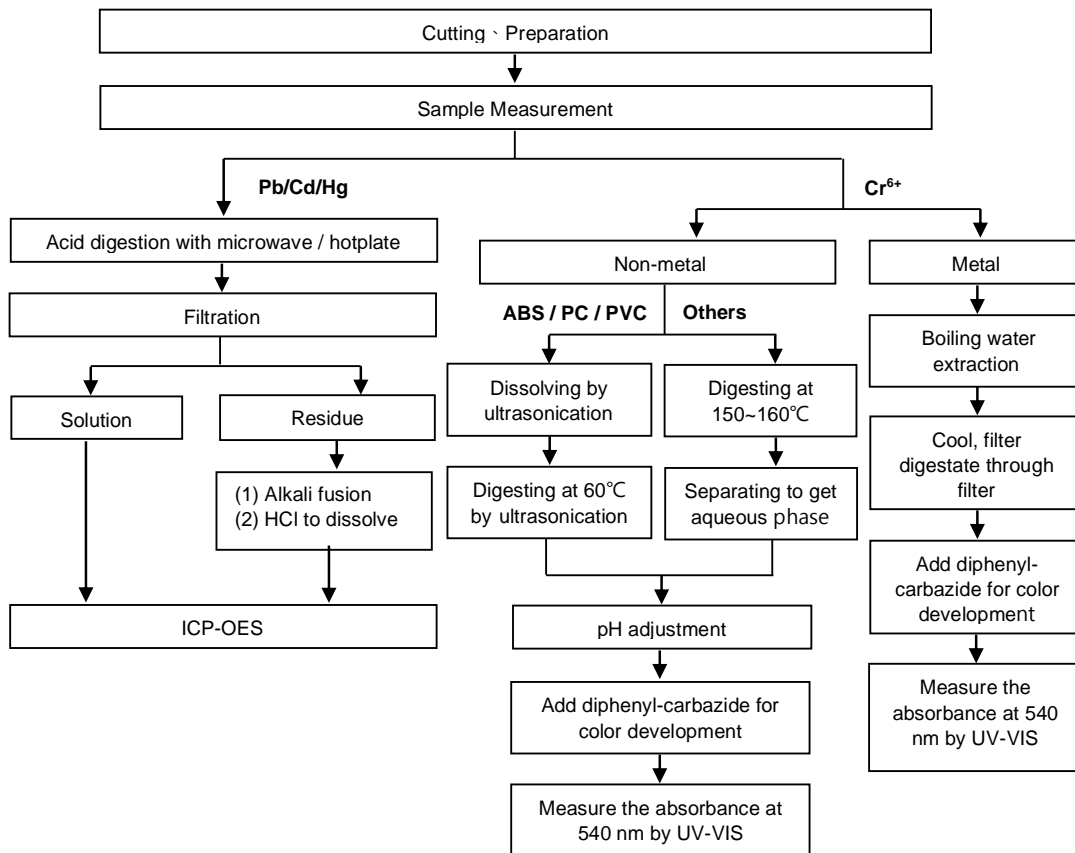 Cutting、Preparation
Sample Measurement
Pb/Cd/Hg
Cr⁶⁺
Acid digestion with microwave / hotplate
Non-metal
Metal
Filtration
ABS / PC / PVC
Others
Boiling water
extraction
Solution
Residue
Dissolving by
ultrasonication
Digesting at
150~160℃
Cool, filter
digestate through
filter
(1) Alkali fusion
(2) HCl to dissolve
Digesting at 60℃
by ultrasonication
Separating to get
aqueous phase
Add diphenyl-
carbazide for color
development
ICP-OES
pH adjustment
Measure the
absorbance at 540
nm by UV-VIS
Add diphenyl-carbazide for
color development
Measure the absorbance at
540 nm by UV-VIS